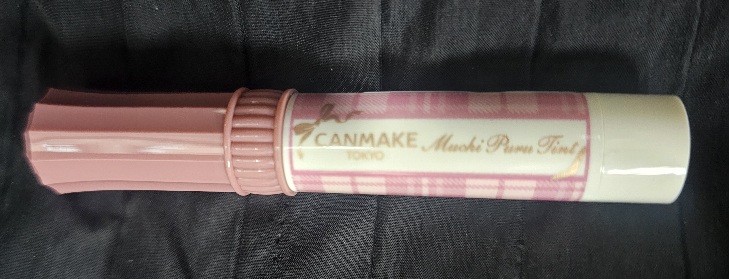 CANMAKE Muchi Puru Tint
TOKYO